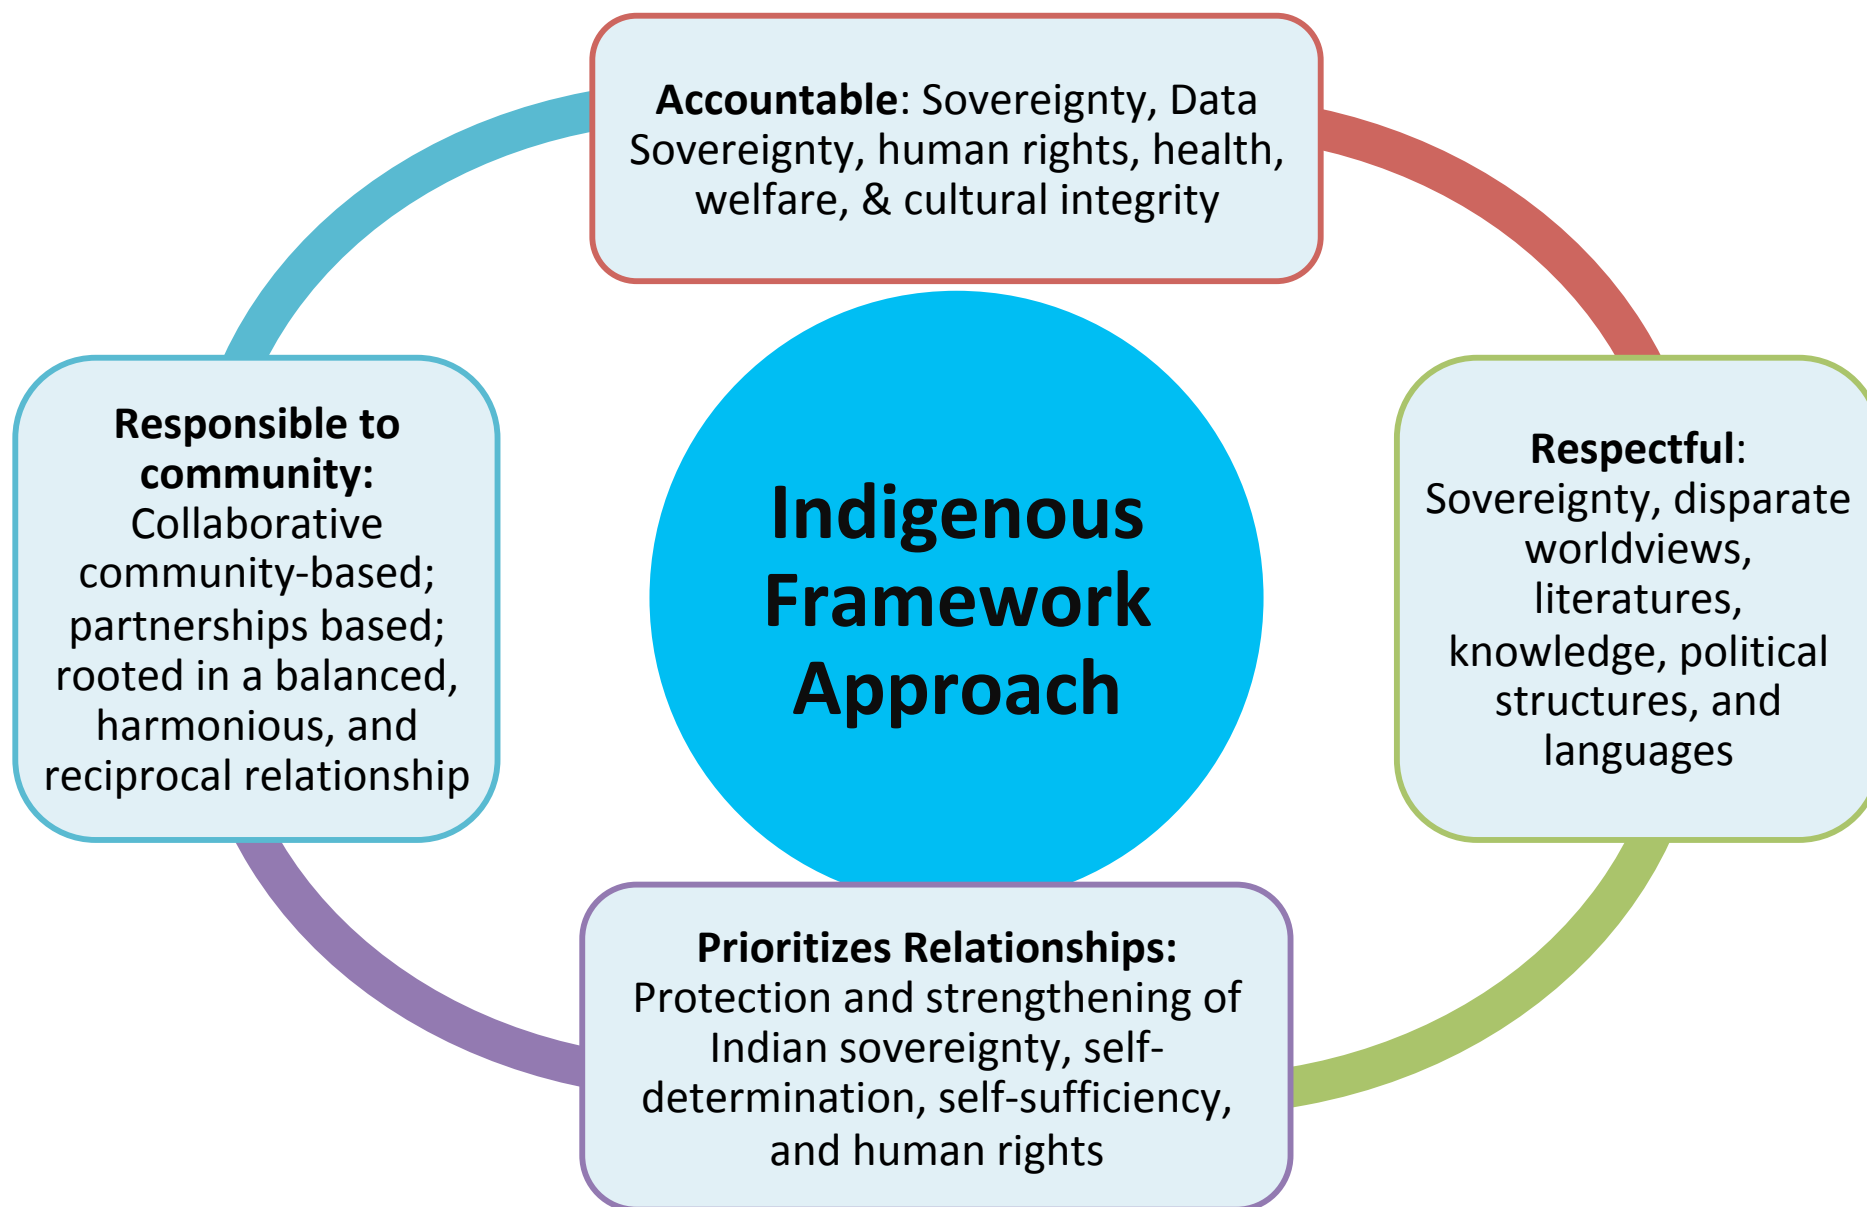 Accountable: Sovereignty, Data
Sovereignty, human rights, health,
welfare, & cultural integrity
Responsible to
community:
Collaborative
community-based;
partnerships based;
rooted in a balanced,
harmonious, and
reciprocal relationship
Indigenous
Framework
Approach
Respectful:
Sovereignty, disparate
worldviews,
literatures,
knowledge, political
structures, and
languages
Prioritizes Relationships:
Protection and strengthening of
Indian sovereignty, self-
determination, self-sufficiency,
and human rights